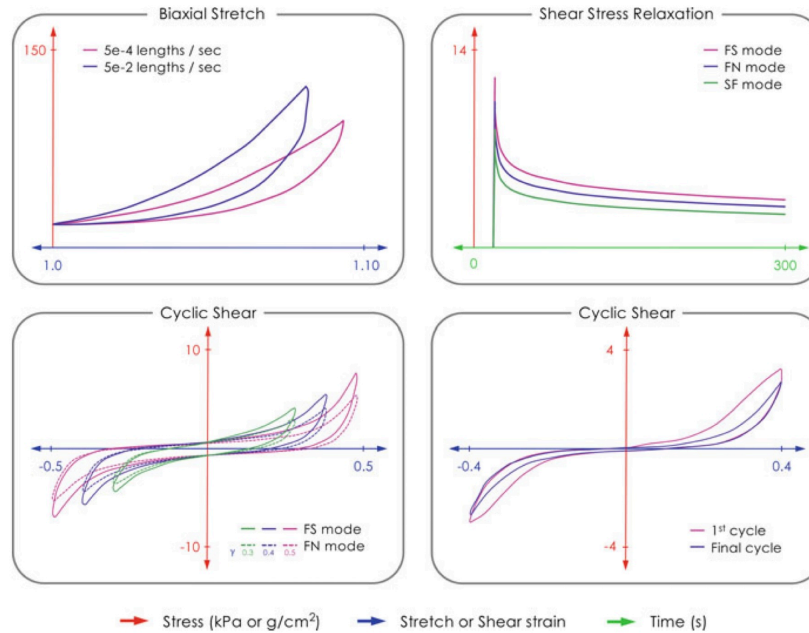 Biaxial Stretch
150
5e-4 lengths / sec
5e-2 lengths / sec
1.0
1.10
Shear Stress Relaxation
14
FS mode
FN mode
SF mode
0
300
Cyclic Shear
10
-0.5
0.5
FS mode
FN mode
γ 0.3 0.4 0.5
-10
Cyclic Shear
4
-0.4
0.4
1st cycle
Final cycle
-4
Stress (kPa or g/cm²)
Stretch or Shear strain
Time (s)